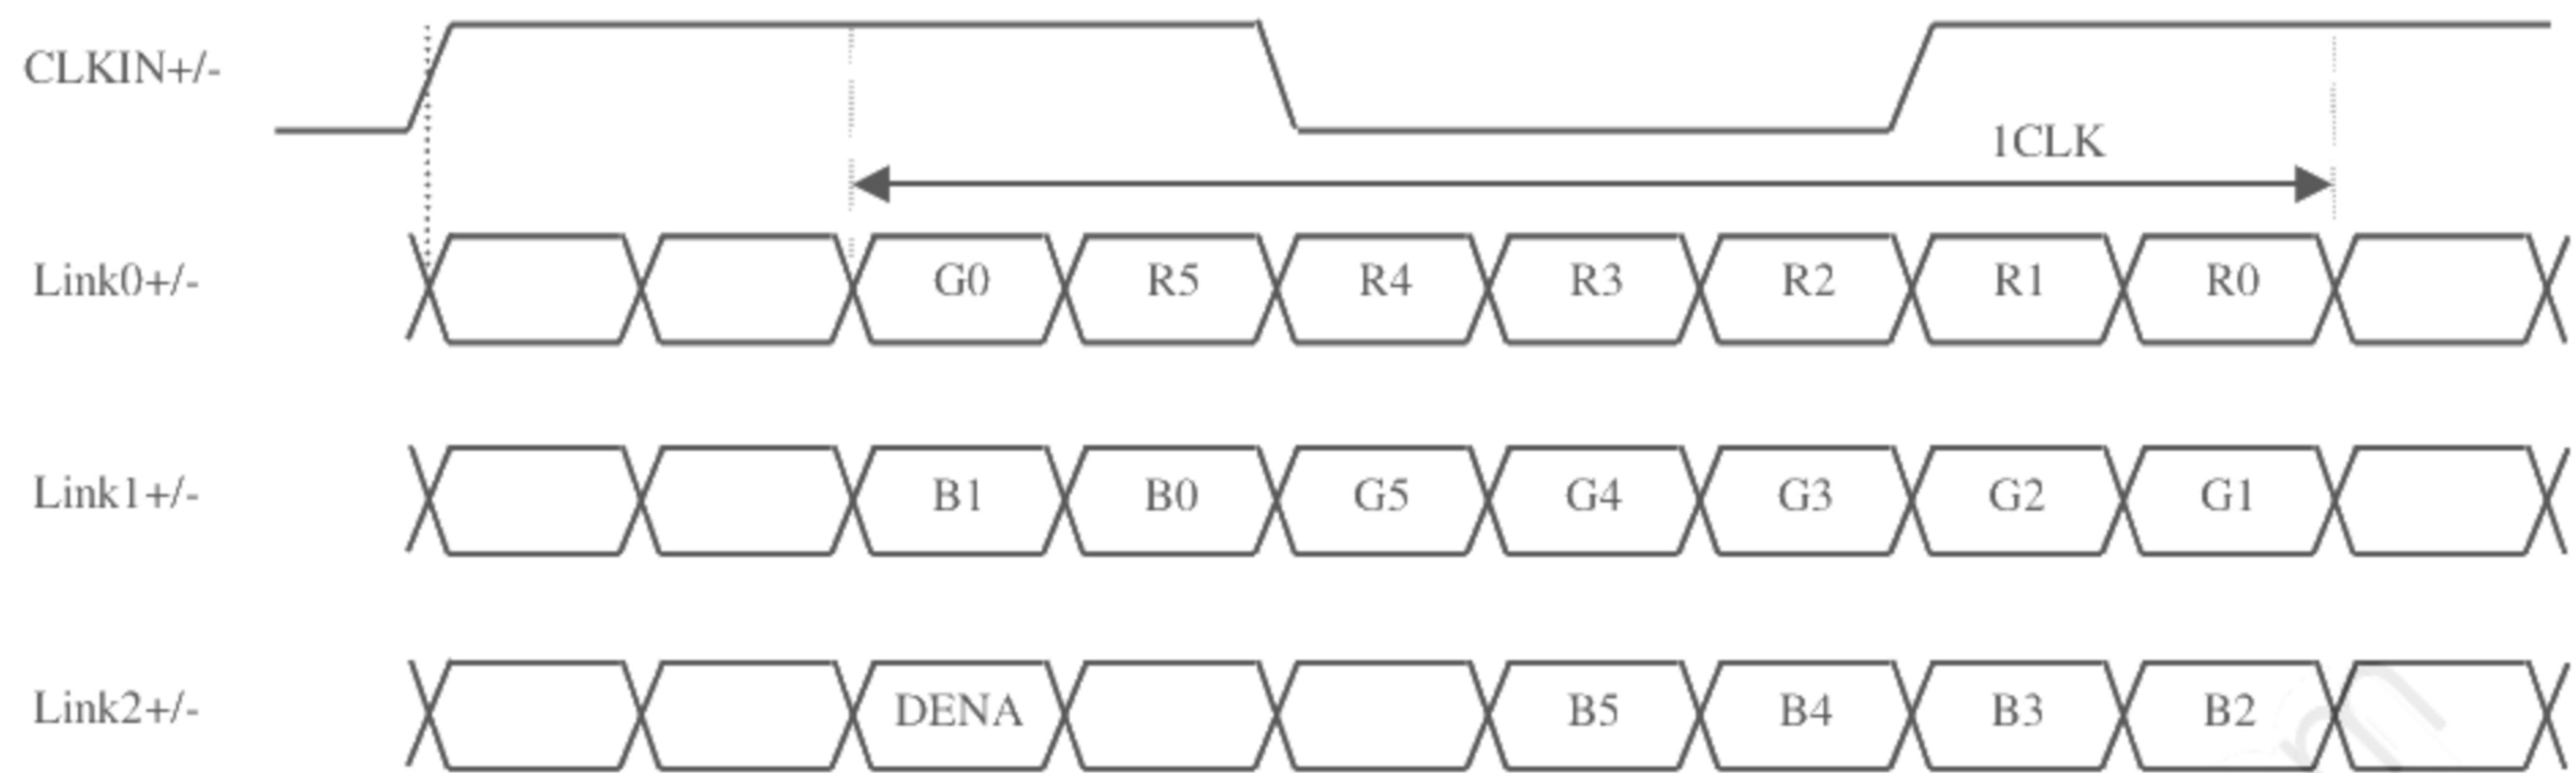 CLKIN+/-
1CLK
Link0+/- G0 R5 R4 R3 R2 R1 R0
Link1+/- B1 B0 G5 G4 G3 G2 G1
Link2+/- DENA B5 B4 B3 B2